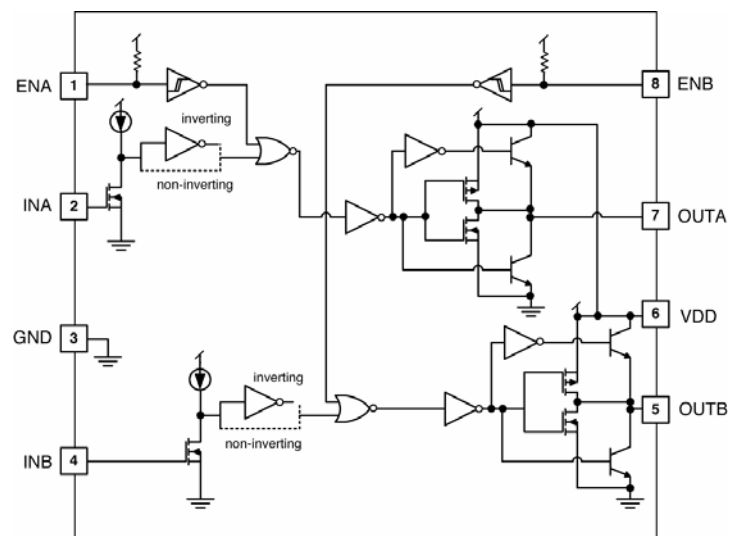 ENA 1
8 ENB
inverting
non-inverting
INA 2
7 OUTA
GND 3
6 VDD
inverting
non-inverting
5 OUTB
INB 4